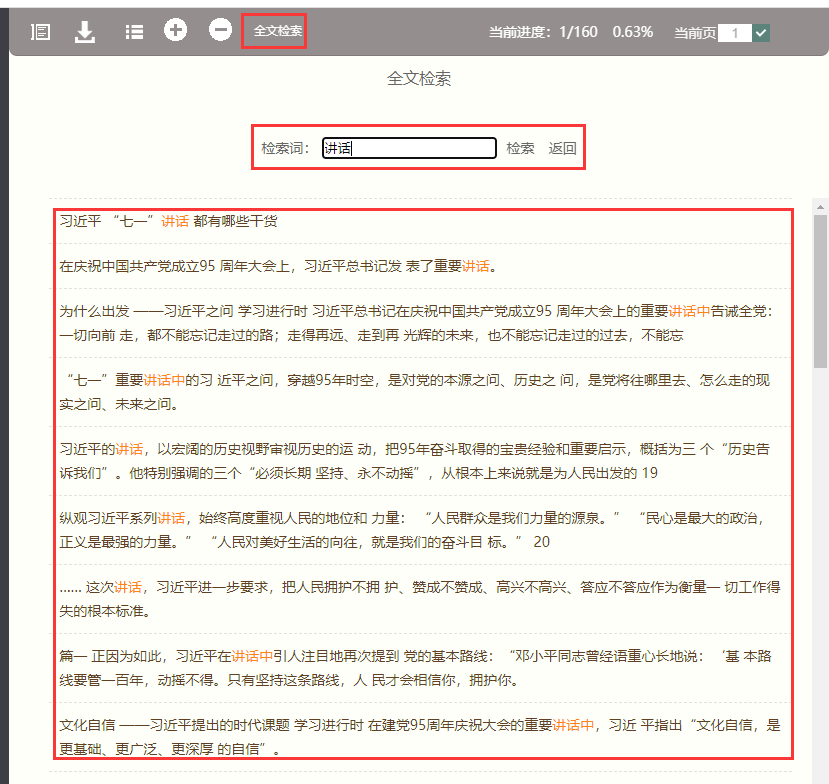 全文检索 当前进度：1/160 0.63% 当前页 1
全文检索
检索词： 讲话 检索 返回
习近平 “七一”讲话 都有哪些干货
在庆祝中国共产党成立95 周年大会上，习近平总书记发 表了重要讲话。
为什么出发 ——习近平之问 学习进行时 习近平总书记在庆祝中国共产党成立95 周年大会上的重要讲话中告诫全党：
一切向前 走，都不能忘记走过的路；走得再远、走到再 光辉的未来，也不能忘记走过的过去，不能忘
“七一”重要讲话中的习 近平之问，穿越95年时空，是对党的本源之问、历史之 问，是党将往哪里去、怎么走的现
实之问、未来之问。
习近平的讲话，以宏阔的历史视野审视历史的运 动，把95年奋斗取得的宝贵经验和重要启示，概括为三 个“历史告
诉我们”。他特别强调的三个“必须长期 坚持、永不动摇”，从根本上来说就是为人民出发的 19
纵观习近平系列讲话，始终高度重视人民的地位和 力量： “人民群众是我们力量的源泉。” “民心是最大的政治，
正义是最强的力量。” “人民对美好生活的向往，就是我们的奋斗目 标。” 20
...... 这次讲话，习近平进一步要求，把人民拥护不拥 护、赞成不赞成、高兴不高兴、答应不答应作为衡量一 切工作得
失的根本标准。
篇一 正因为如此，习近平在讲话中引人注目地再次提到 党的基本路线：“邓小平同志曾经语重心长地说：‘基 本路
线要管一百年，动摇不得。只有坚持这条路线，人 民才会相信你，拥护你。
文化自信 ——习近平提出的时代课题 学习进行时 在建党95周年庆祝大会的重要讲话中，习近 平指出“文化自信，是
更基础、更广泛、更深厚 的自信”。